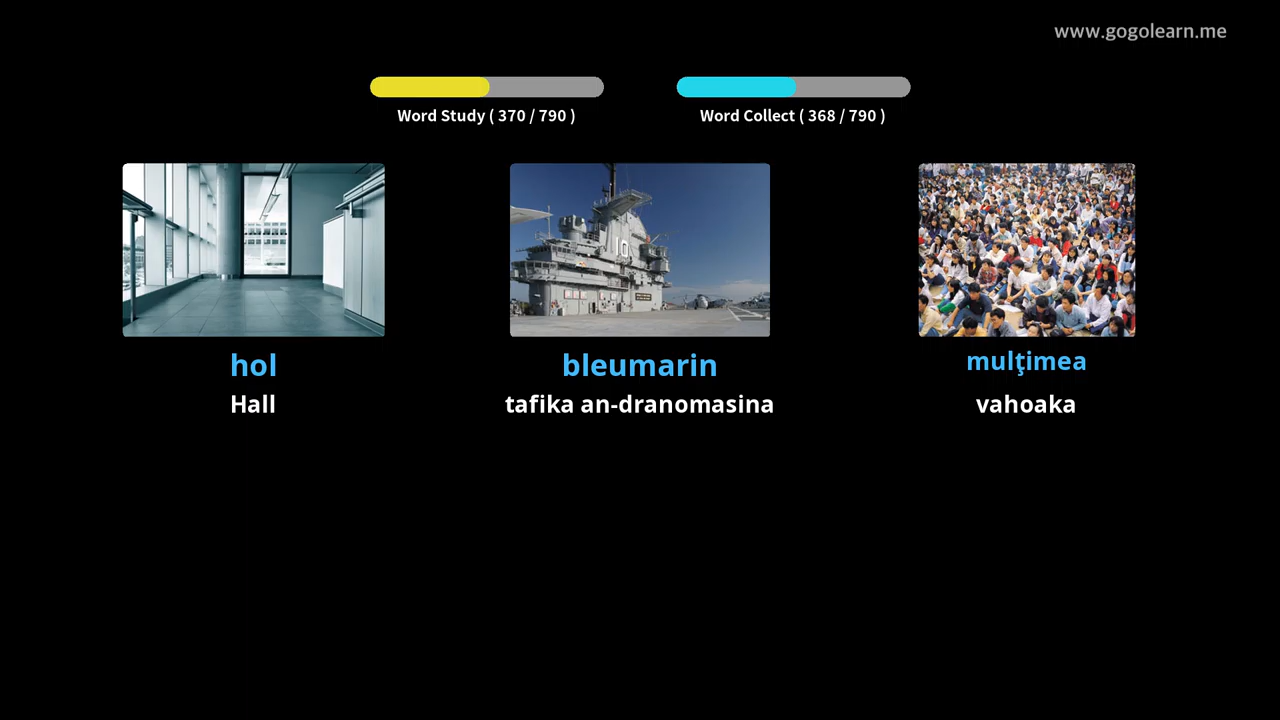 www.gogolearn.me
Word Study ( 370 / 790 )
Word Collect ( 368 / 790 )
10
hol
bleumarin
mulţimea
Hall
tafika an-dranomasina
vahoaka